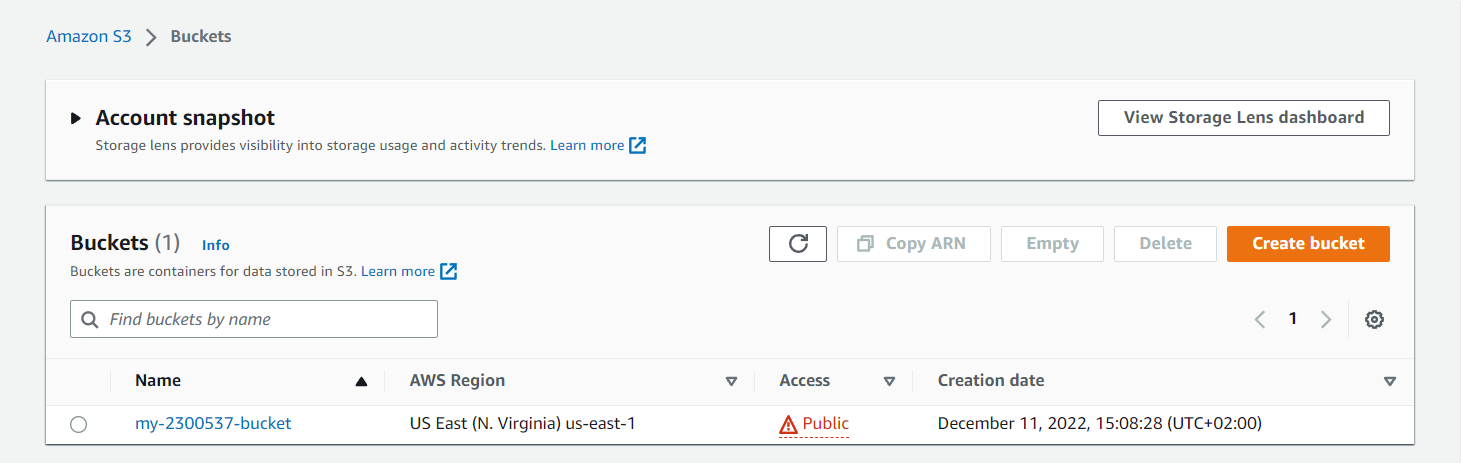 Amazon S3 > Buckets
Account snapshot
View Storage Lens dashboard
Storage lens provides visibility into storage usage and activity trends. Learn more
Buckets (1) Info
Copy ARN Empty Delete Create bucket
Buckets are containers for data stored in S3. Learn more
Find buckets by name
1
Name AWS Region Access Creation date
my-2300537-bucket US East (N. Virginia) us-east-1 Public December 11, 2022, 15:08:28 (UTC+02:00)